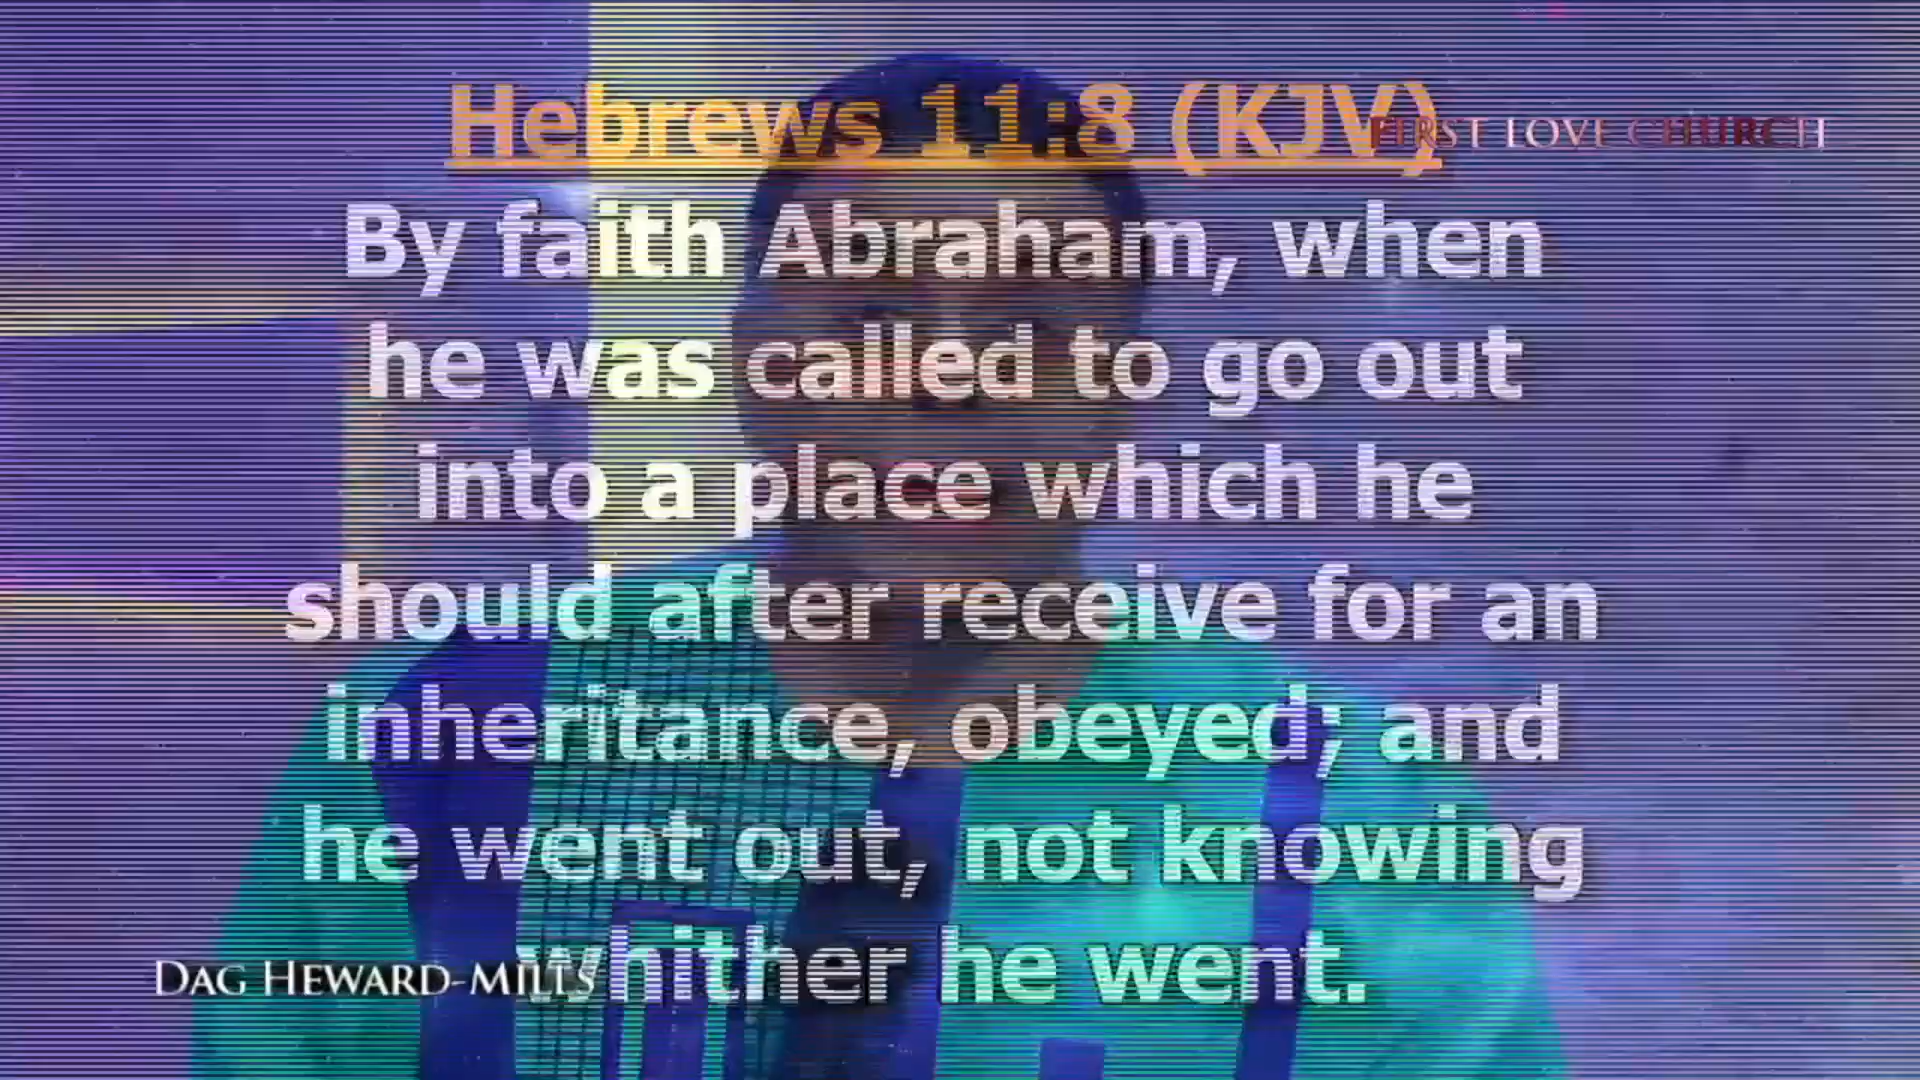 Hebrews 11:8 (KJV)
FIRST LOVE CHURCH
By faith Abraham, when
he was called to go out
into a place which he
should after receive for an
inheritance, obeyed; and
he went out, not knowing
whither he went.
DAG HEWARD-MILLS